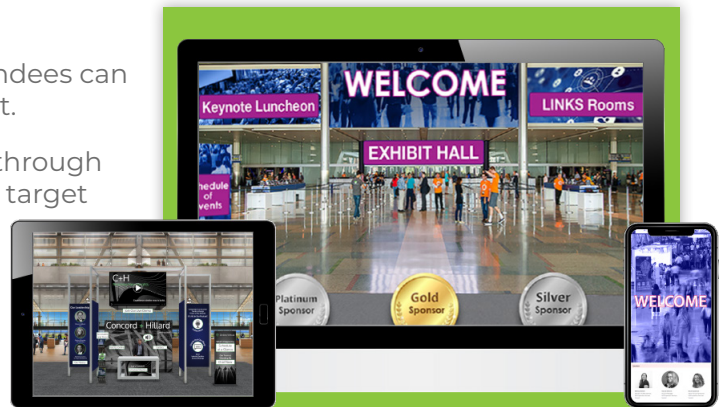 ndees can
t.
through
target
WELCOME
Keynote Luncheon
LINKS Rooms
EXHIBIT HALL
hedule
of
vents
Platinum
Sponsor
Gold
Sponsor
Silver
Sponsor
C+H
Concord + Hillard
WELCOME